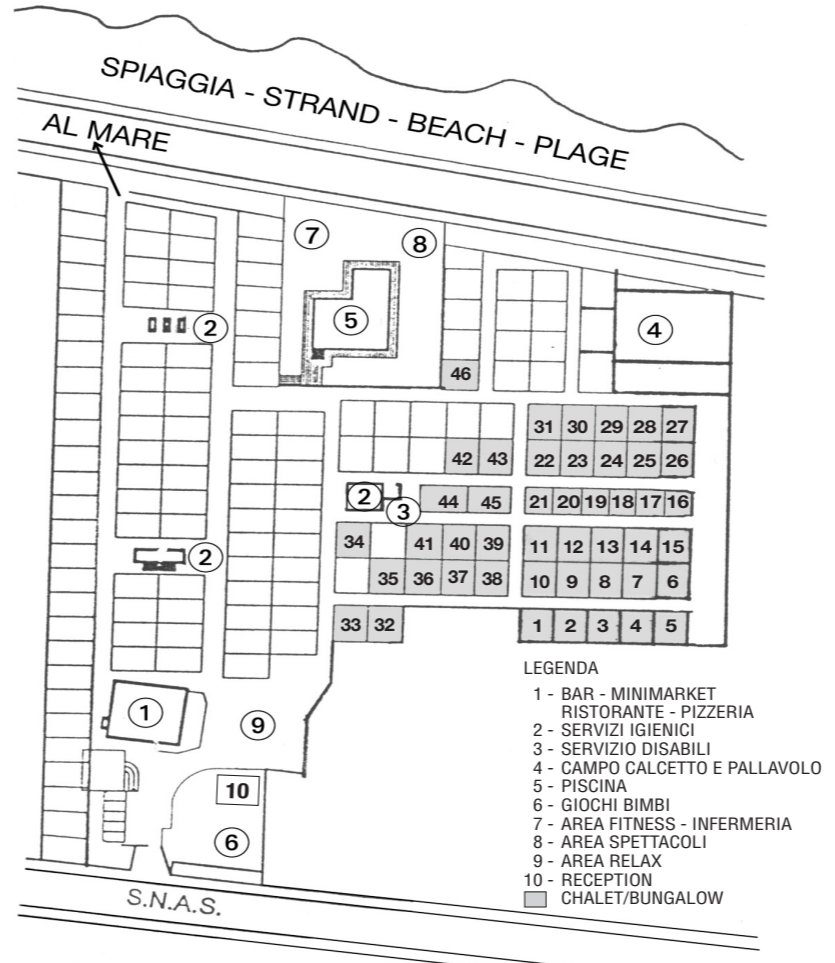 SPIAGGIA - STRAND - BEACH - PLAGE
AL MARE
7
8
2
5
4
46
31 30 29 28 27
42 43
22 23 24 25 26
2
3
44 45
21 20 19 18 17 16
2
34
41 40 39
11 12 13 14 15
35 36 37 38
10 9 8 7 6
33 32
1 2 3 4 5
1
9
10
6
S.N.A.S.
LEGENDA
1 - BAR - MINIMARKET
RISTORANTE - PIZZERIA
2 - SERVIZI IGIENICI
3 - SERVIZIO DISABILI
4 - CAMPO CALCETTO E PALLAVOLO
5 - PISCINA
6 - GIOCHI BIMBI
7 - AREA FITNESS - INFERMERIA
8 - AREA SPETTACOLI
9 - AREA RELAX
10 - RECEPTION
CHALET/BUNGALOW